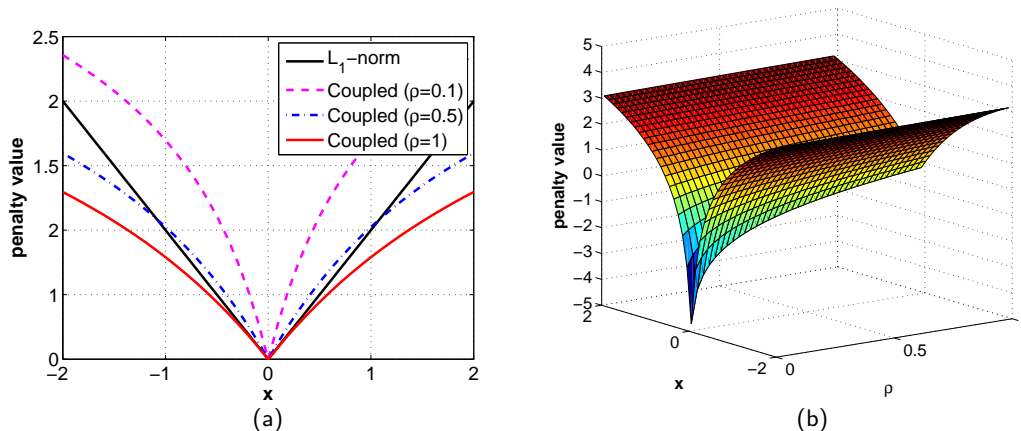 2.5
2
1.5
2
1
0
penalty value
−2
−1
0
1
2
x
L1−norm
Coupled (ρ=0.1)
Coupled (ρ=0.5)
Coupled (ρ=1)
(a)
5
4
3
2
1
0
−1
−2
−3
−4
−5
penalty value
2
0
−2
x
0
0.5
ρ
(b)